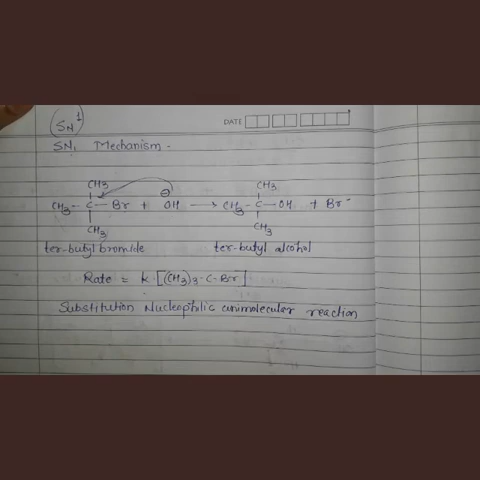 SN1
DATE
SN1 Mechanism -
CH3 CH3
CH3 - C - Br + OH⊖ → CH3 - C - OH + Br-
CH3 CH3
ter-butyl bromide ter-butyl alcohol
Rate = k [(CH3)3-C-Br]
Substitution Nucleophilic unimolecular reaction